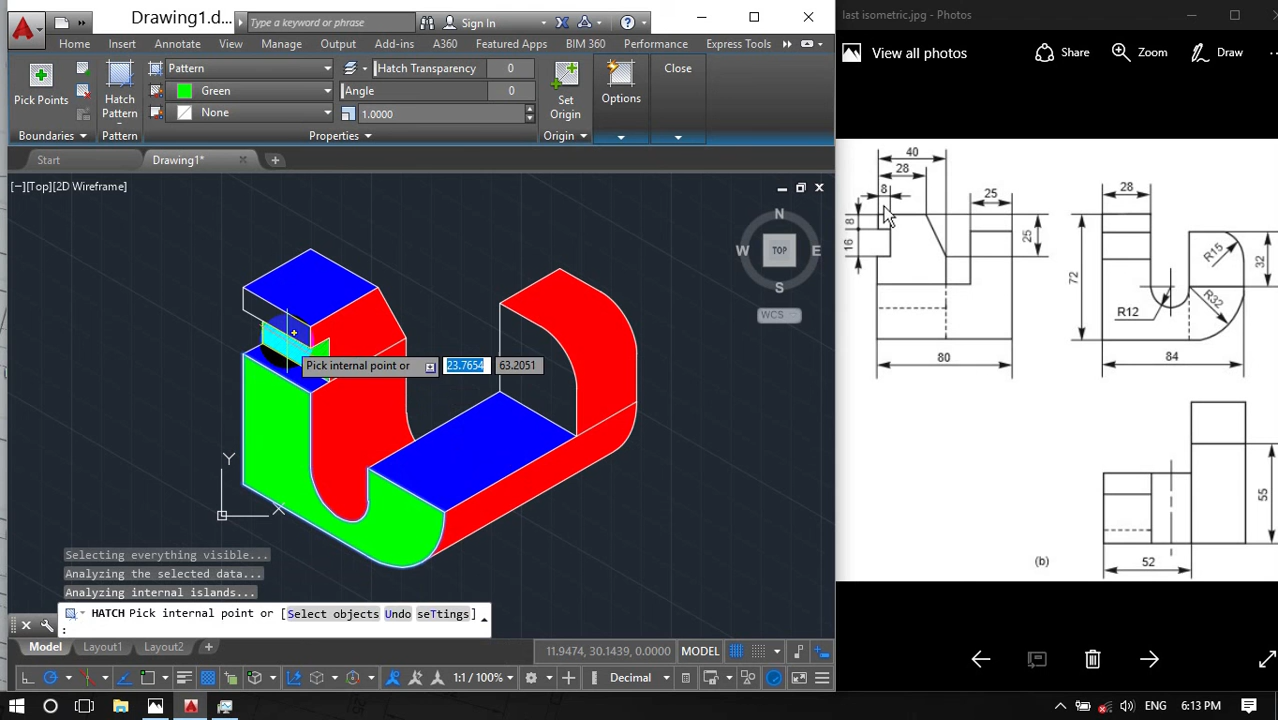 Drawing1.d...
Type a keyword or phrase
Sign In
last isometric.jpg - Photos
Home Insert Annotate View Manage Output Add-ins A360 Featured Apps BIM 360 Performance Express Tools
View all photos
Share
Zoom
Draw
Pattern
Hatch Transparency 0
Close
Pick Points
Hatch
Pattern
Green
Angle 0
Set
Origin
Options
None
1.0000
Boundaries
Pattern
Properties
Origin
Start
Drawing1*
[−][Top][2D Wireframe]
N
W
TOP
E
S
WCS
Pick internal point or
23.7654
63.2051
Y
X
Selecting everything visible...
Analyzing the selected data...
Analyzing internal islands...
HATCH Pick internal point or [Select objects Undo seTtings]
:
Model Layout1 Layout2
11.9474, 30.1439, 0.0000
MODEL
1:1 / 100%
Decimal
40
28
8
25
8
16
25
80
28
72
R15
32
R12
R32
84
(b)
55
52
ENG
6:13 PM